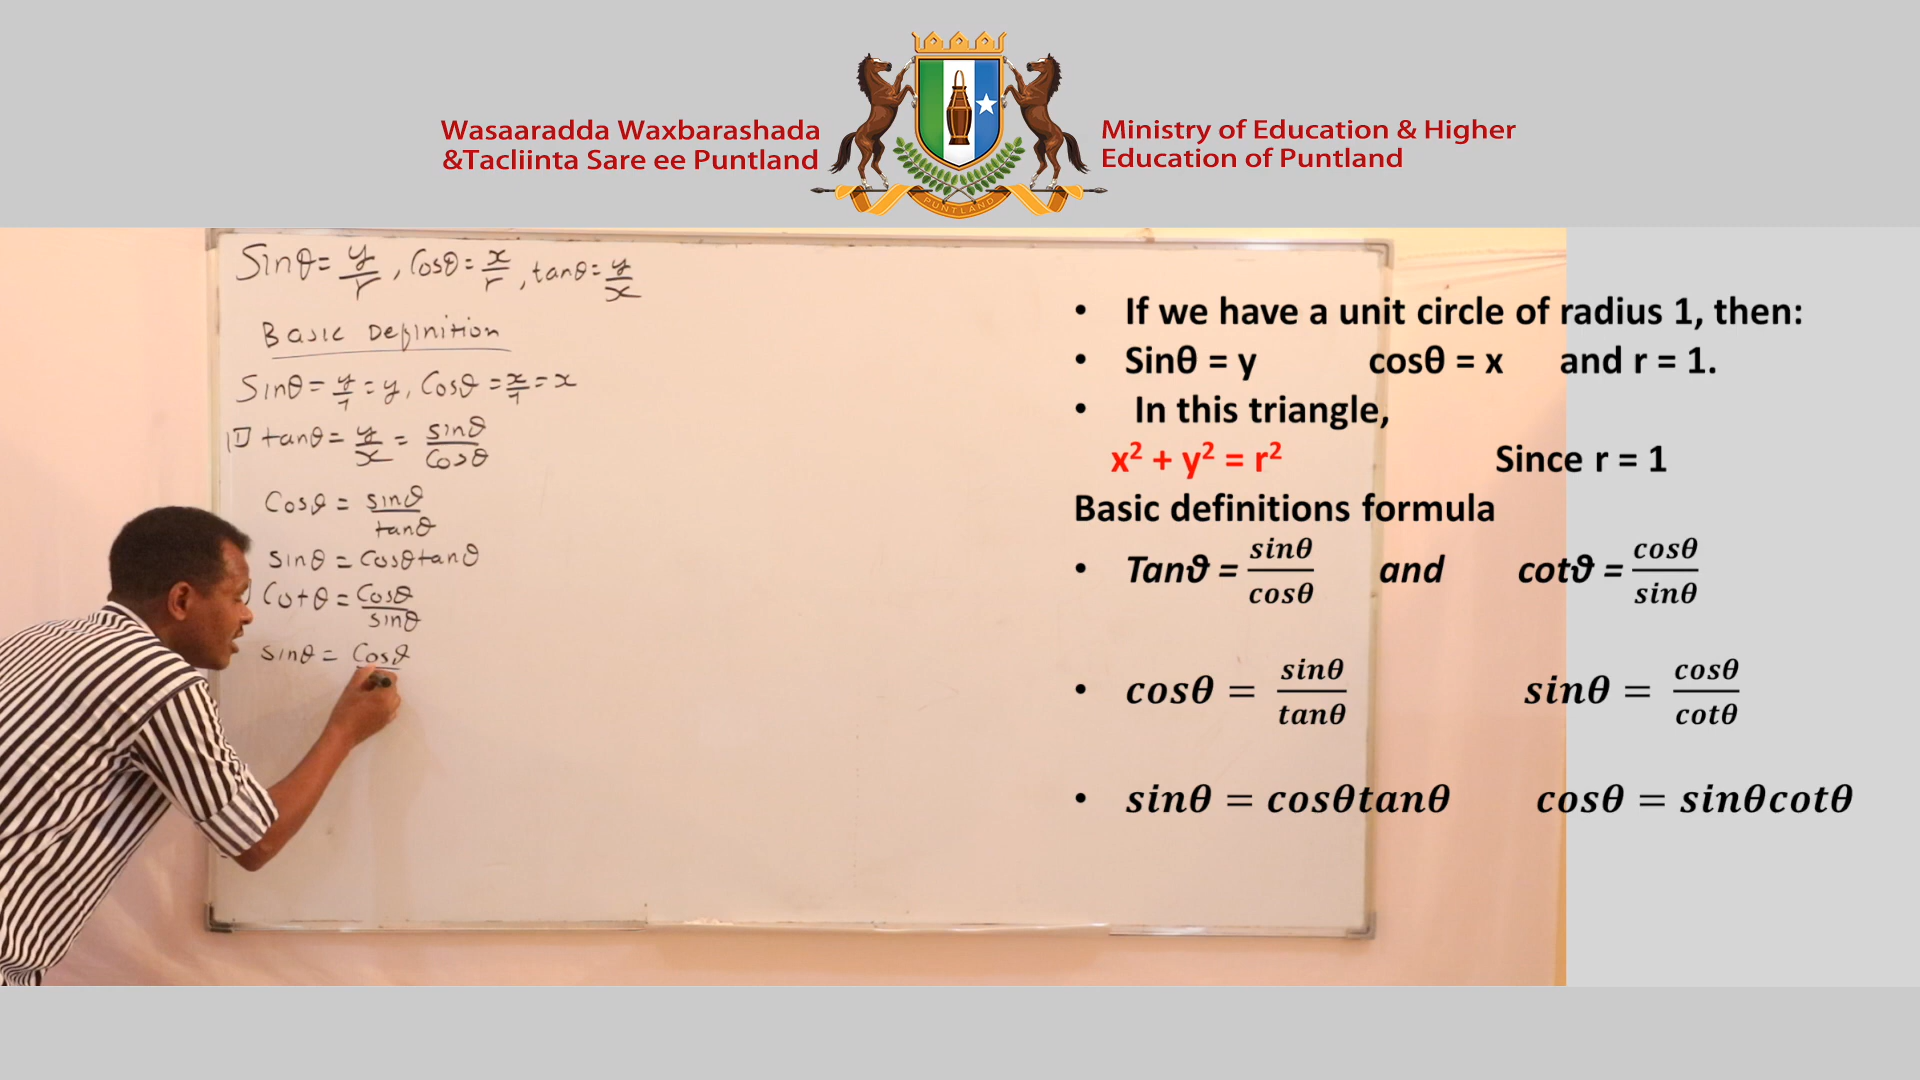 Wasaaradda Waxbarashada
&Tacliinta Sare ee Puntland
PUNTLAND
Ministry of Education & Higher
Education of Puntland
Sinθ = y/r , Cosθ = x/r , tanθ = y/x
Basic Definition
Sinθ = y/1 = y, Cosθ = x/1 = x
tanθ = y/x = sinθ/Cosθ
Cosθ = sinθ/tanθ
Sinθ = Cosθtanθ
Cotθ = Cosθ/sinθ
Sinθ = Cosθ
• If we have a unit circle of radius 1, then:
• Sinθ = y cosθ = x and r = 1.
• In this triangle,
x² + y² = r² Since r = 1
Basic definitions formula
• Tanϑ = sinθ/cosθ and cotϑ = cosθ/sinθ
• cosθ = sinθ/tanθ sinθ = cosθ/cotθ
• sinθ = cosθtanθ cosθ = sinθcotθ